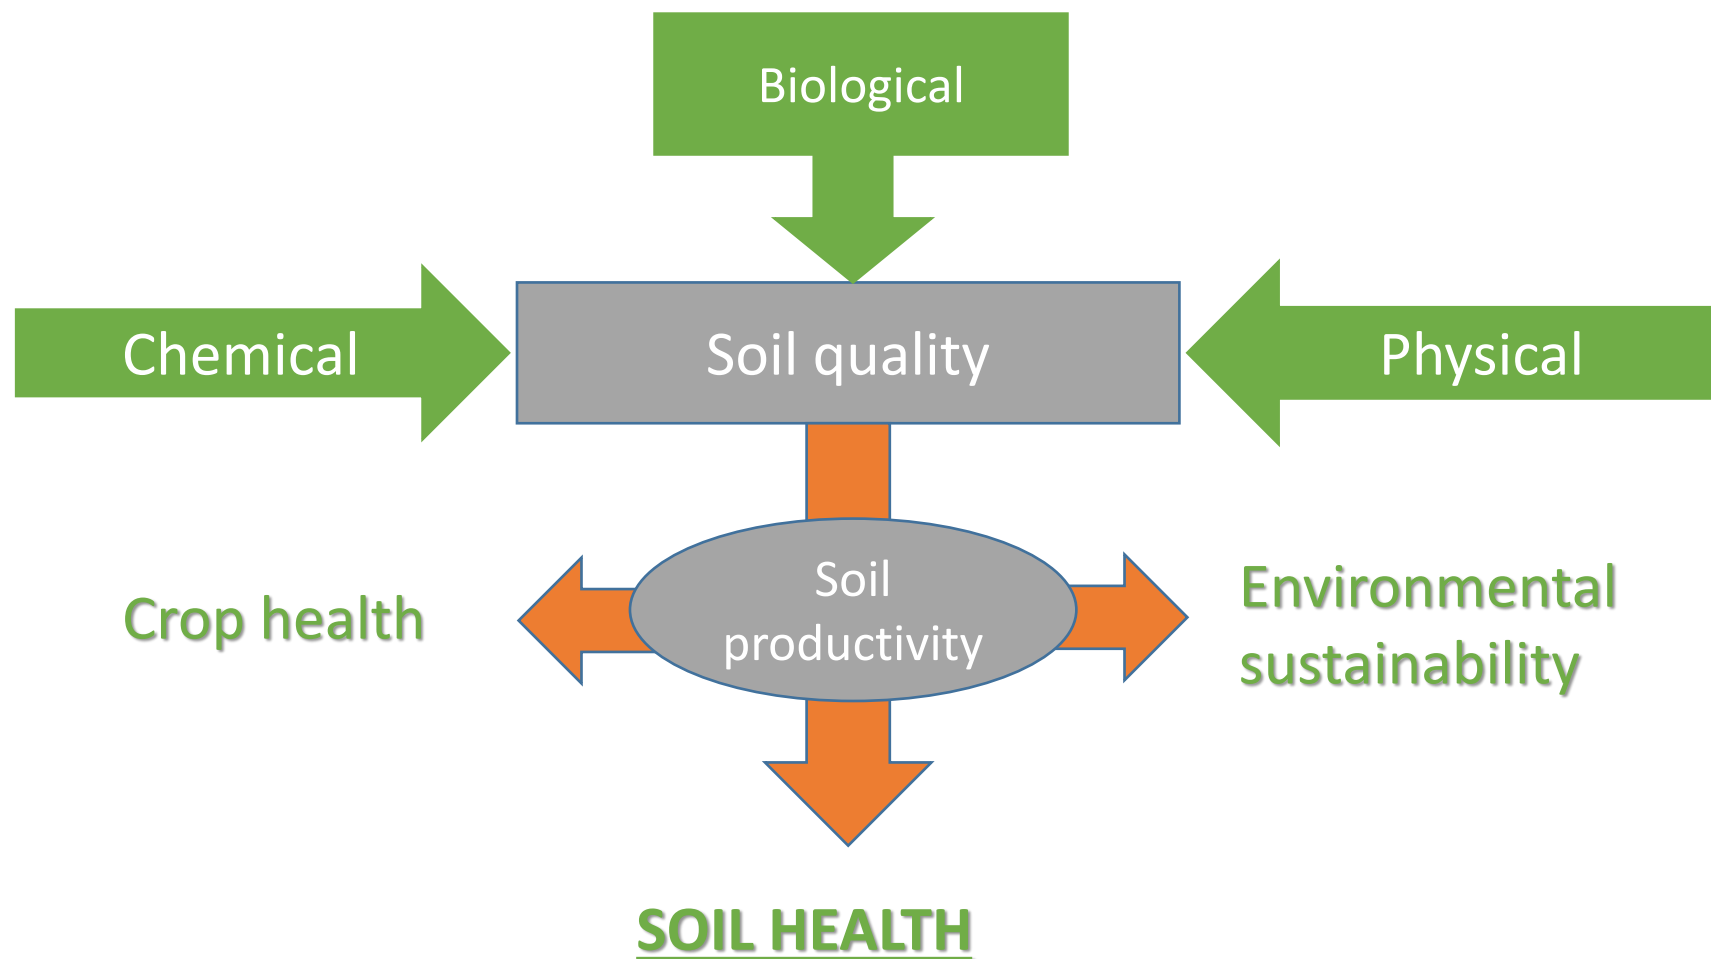 Biological
Chemical
Soil quality
Physical
Soil
productivity
Crop health
Environmental
sustainability
SOIL HEALTH